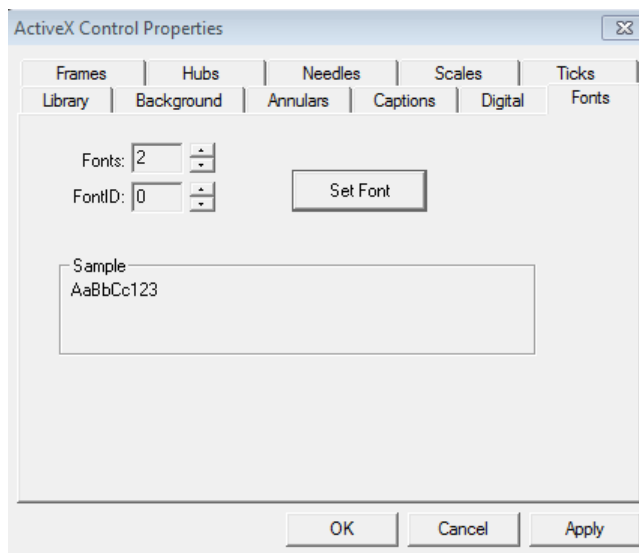 ActiveX Control Properties
Frames Hubs Needles Scales Ticks
Library Background Annulars Captions Digital Fonts
Fonts: 2
FontID: 0
Set Font
Sample
AaBbCc123
OK Cancel Apply